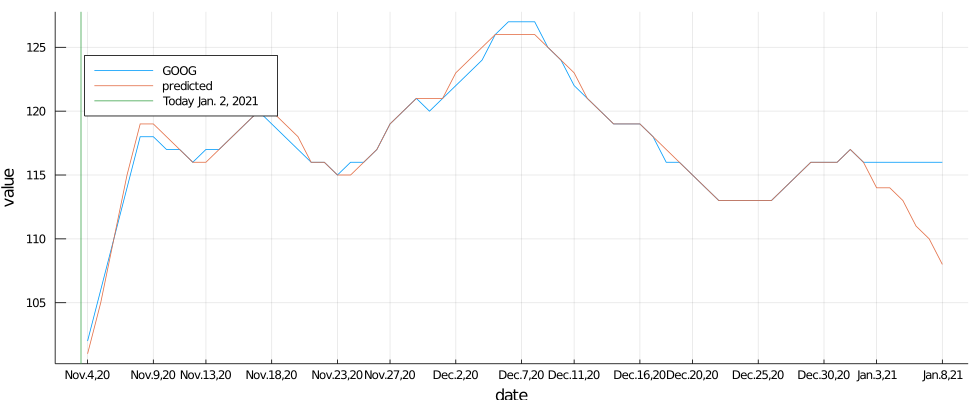 125
120
115
110
105
value
GOOG
predicted
Today Jan. 2, 2021
Nov.4,20 Nov.9,20 Nov.13,20 Nov.18,20 Nov.23,20 Nov.27,20 Dec.2,20 Dec.7,20 Dec.11,20 Dec.16,20 Dec.20,20 Dec.25,20 Dec.30,20 Jan.3,21 Jan.8,21
date